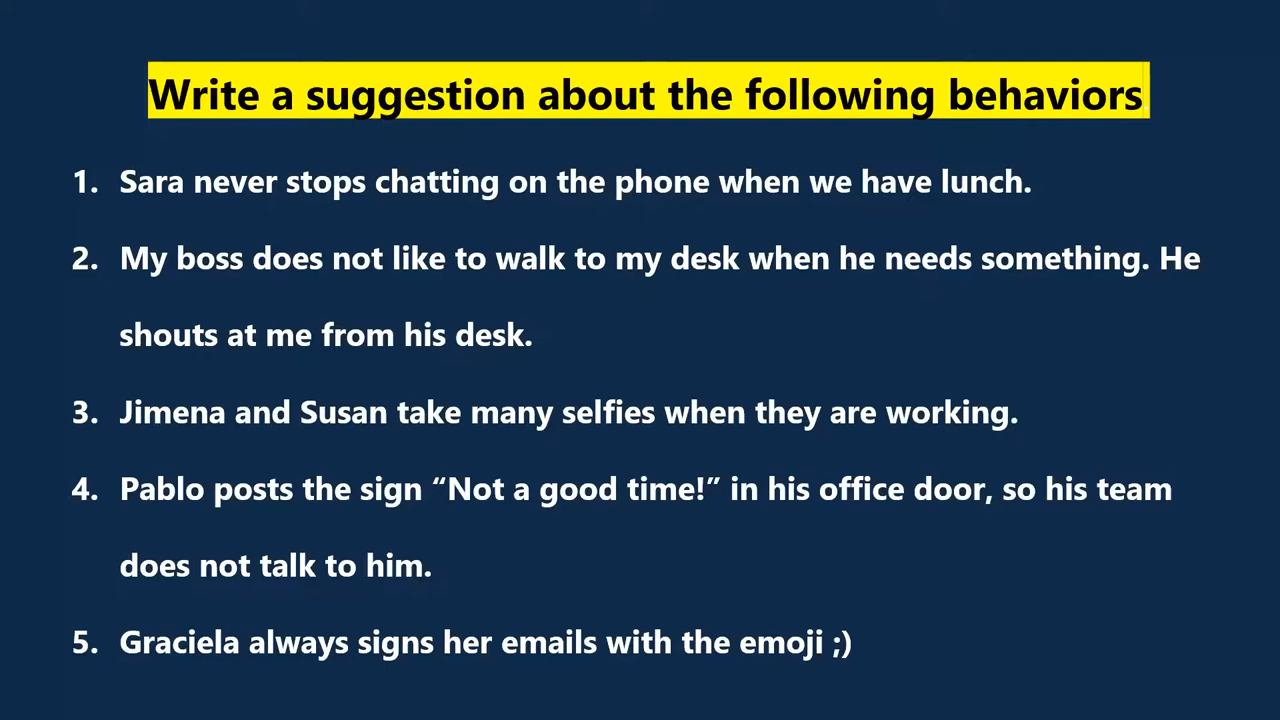 Write a suggestion about the following behaviors.
1. Sara never stops chatting on the phone when we have lunch.
2. My boss does not like to walk to my desk when he needs something. He
shouts at me from his desk.
3. Jimena and Susan take many selfies when they are working.
4. Pablo posts the sign “Not a good time!” in his office door, so his team
does not talk to him.
5. Graciela always signs her emails with the emoji ;)